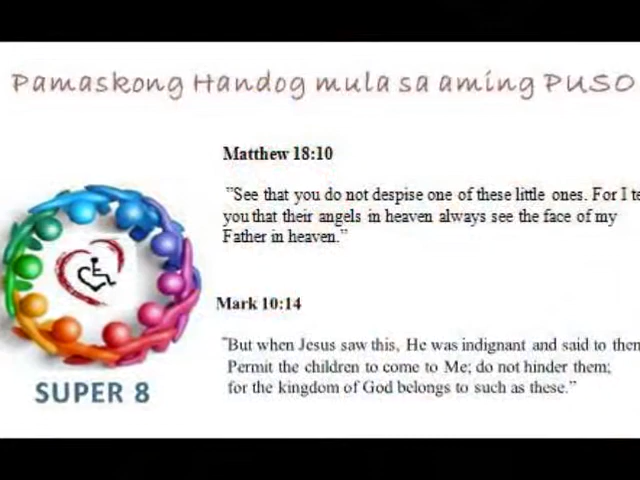 Pamaskong Handog mula sa aming PUSO
Matthew 18:10
"See that you do not despise one of these little ones. For I
you that their angels in heaven always see the face of my
Father in heaven."
Mark 10:14
"But when Jesus saw this, He was indignant and said to
Permit the children to come to Me; do not hinder them;
for the kingdom of God belongs to such as these."
SUPER 8